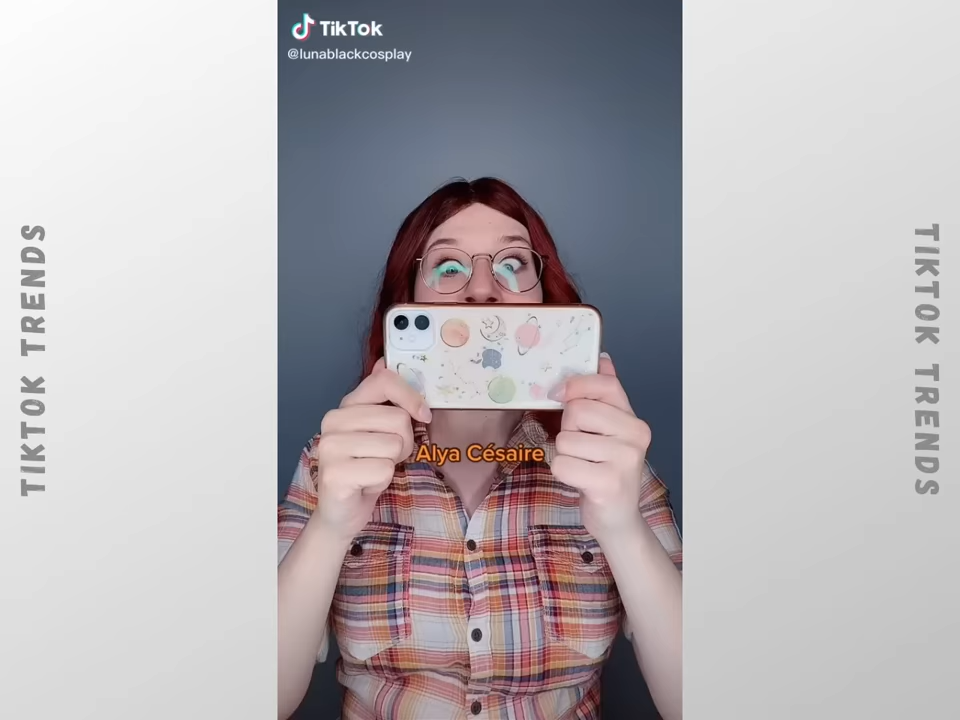 TikTok
@lunablackcosplay
TIKTOK TRENDS
Alya Césaire
TIKTOK TRENDS